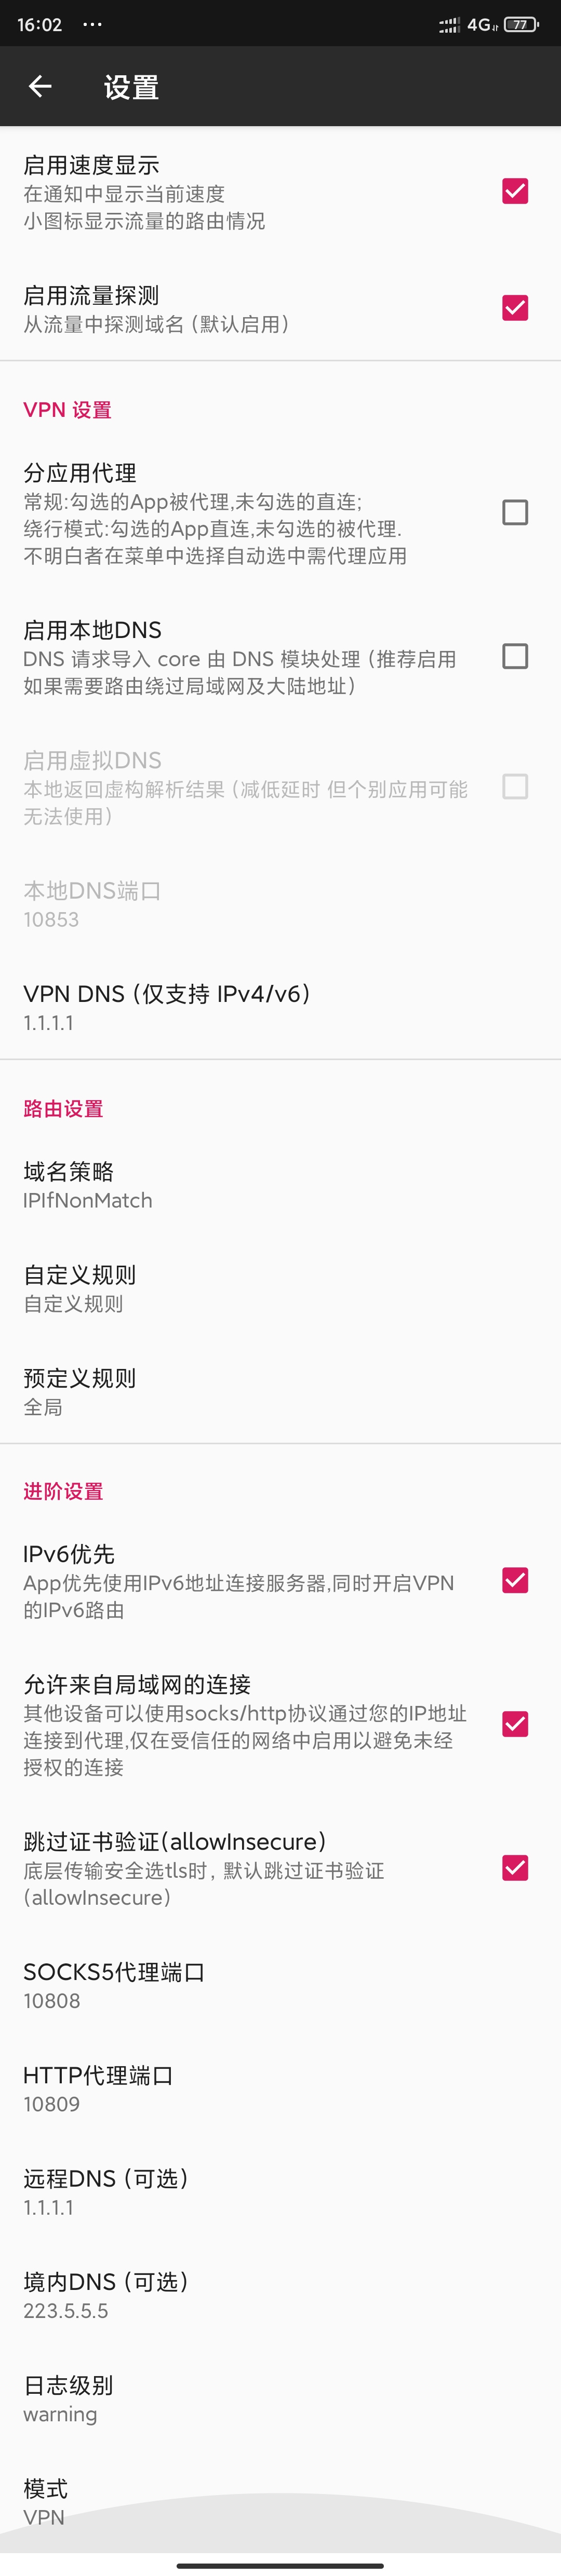 16:02 ... 4G 77
设置
启用速度显示
在通知中显示当前速度
小图标显示流量的路由情况
启用流量探测
从流量中探测域名 (默认启用)
VPN 设置
分应用代理
常规:勾选的App被代理,未勾选的直连;
绕行模式:勾选的App直连,未勾选的被代理.
不明白者在菜单中选择自动选中需代理应用
启用本地DNS
DNS 请求导入 core 由 DNS 模块处理 (推荐启用
如果需要路由绕过局域网及大陆地址)
启用虚拟DNS
本地返回虚构解析结果 (减低延时 但个别应用可能
无法使用)
本地DNS端口
10853
VPN DNS (仅支持 IPv4/v6)
1.1.1.1
路由设置
域名策略
IPIfNonMatch
自定义规则
自定义规则
预定义规则
全局
进阶设置
IPv6优先
App优先使用IPv6地址连接服务器,同时开启VPN
的IPv6路由
允许来自局域网的连接
其他设备可以使用socks/http协议通过您的IP地址
连接到代理,仅在受信任的网络中启用以避免未经
授权的连接
跳过证书验证(allowInsecure)
底层传输安全选tls时, 默认跳过证书验证
(allowInsecure)
SOCKS5代理端口
10808
HTTP代理端口
10809
远程DNS (可选)
1.1.1.1
境内DNS (可选)
223.5.5.5
日志级别
warning
模式
VPN